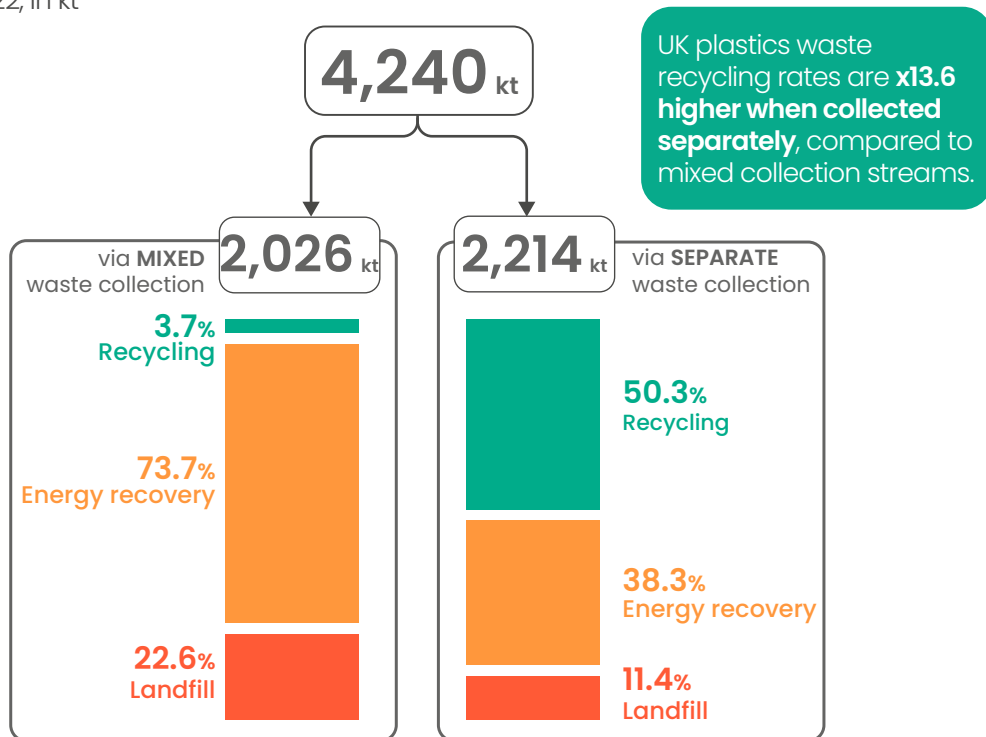 in kt
4,240 kt
UK plastics waste
recycling rates are x13.6
higher when collected
separately, compared to
mixed collection streams.
2,026 kt
via MIXED
waste collection
3.7%
Recycling
73.7%
Energy recovery
22.6%
Landfill
2,214 kt
via SEPARATE
waste collection
50.3%
Recycling
38.3%
Energy recovery
11.4%
Landfill